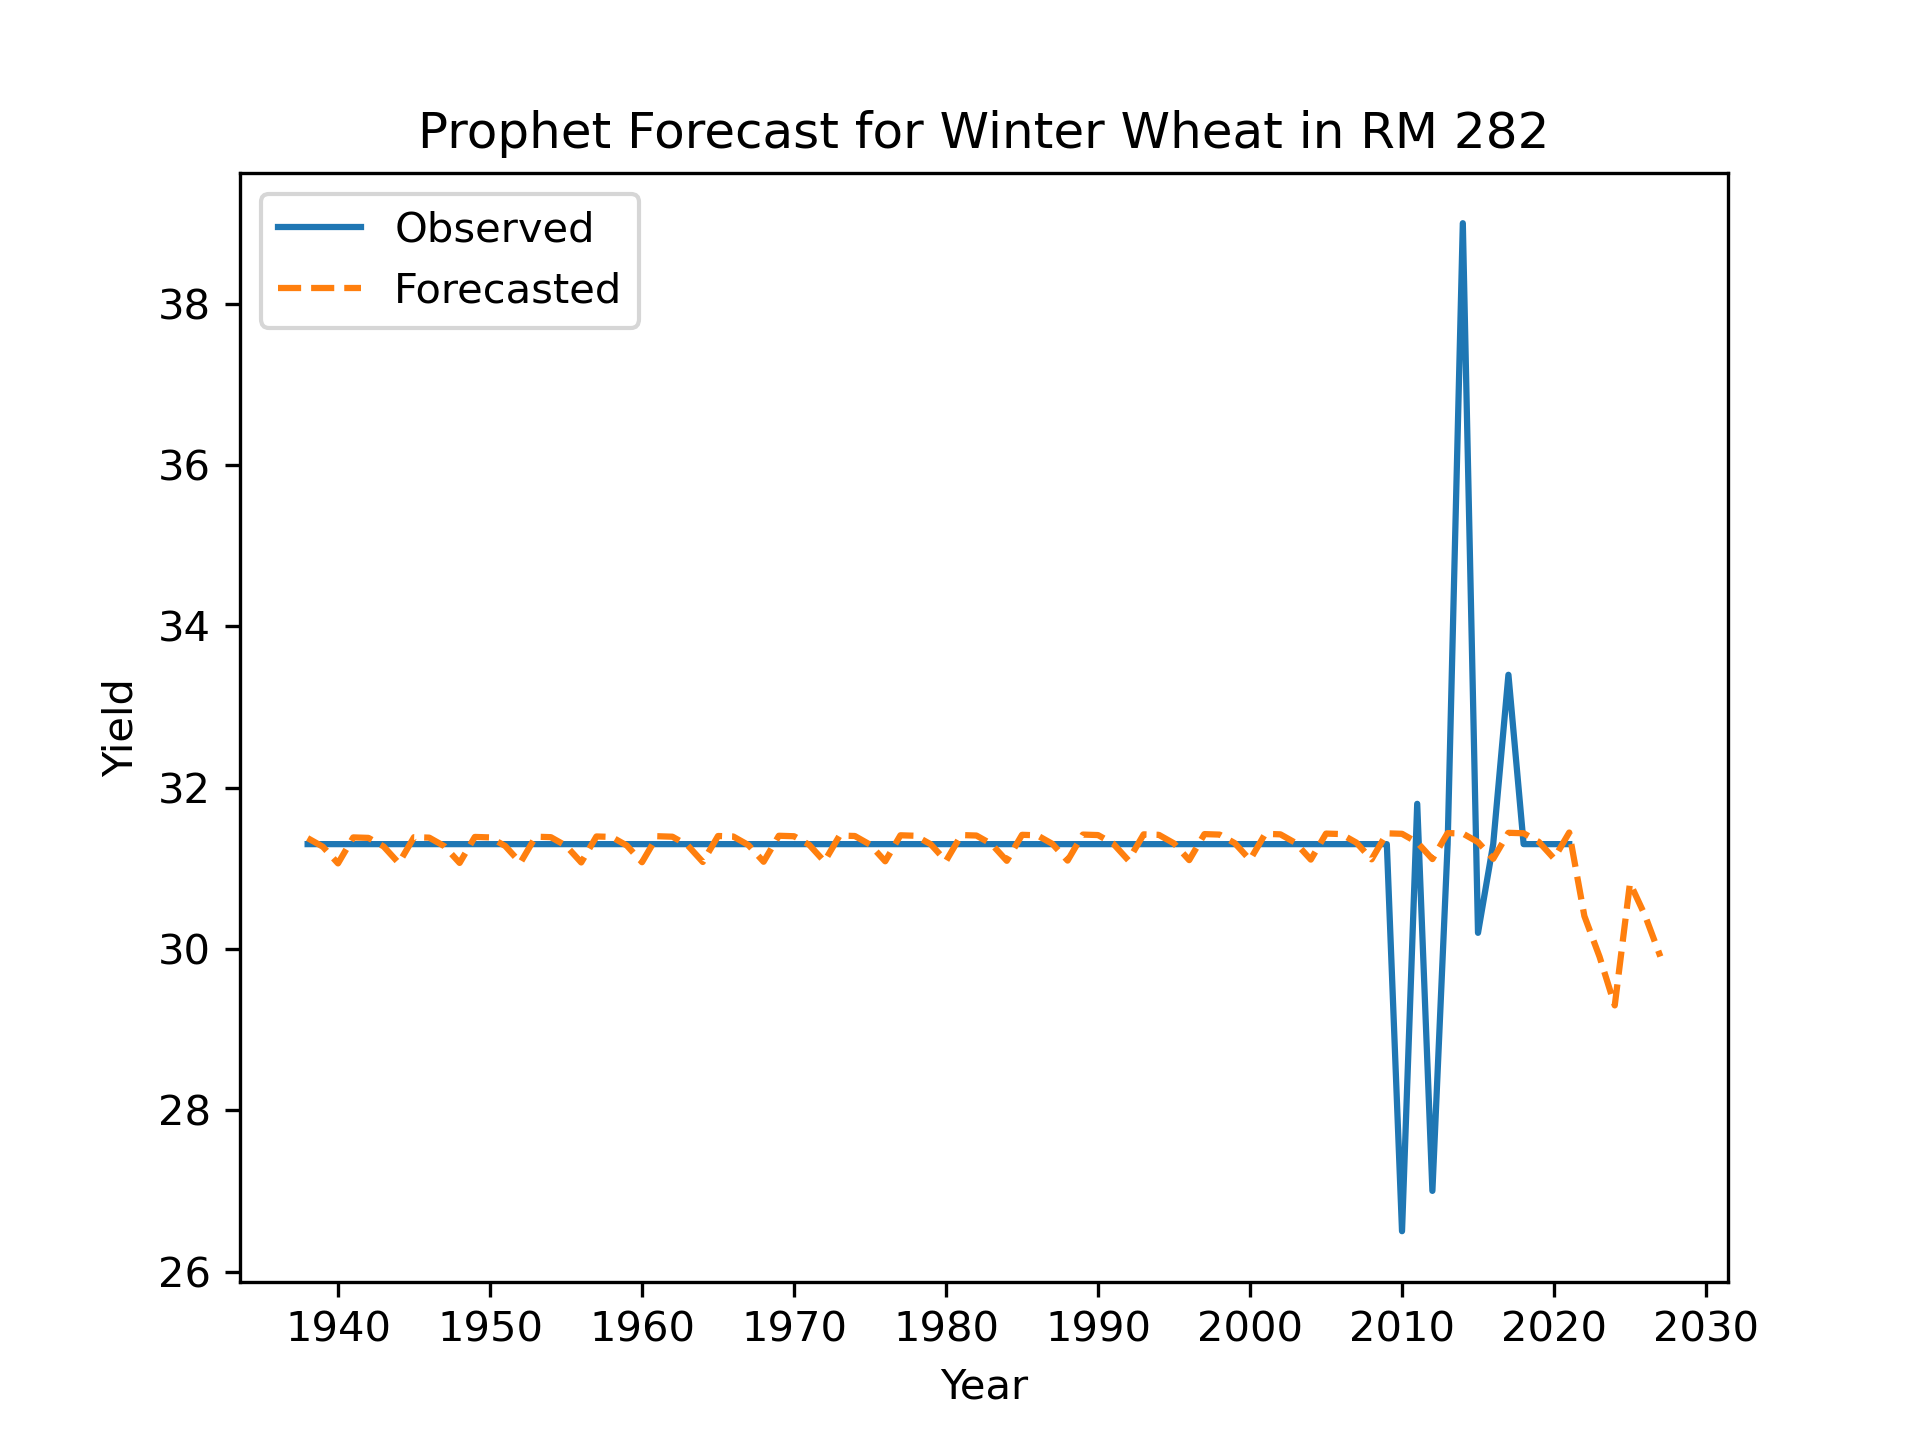 Prophet Forecast for Winter Wheat in RM 282
Observed
Forecasted
38
36
34
32
30
28
26
Yield
1940 1950 1960 1970 1980 1990 2000 2010 2020 2030
Year